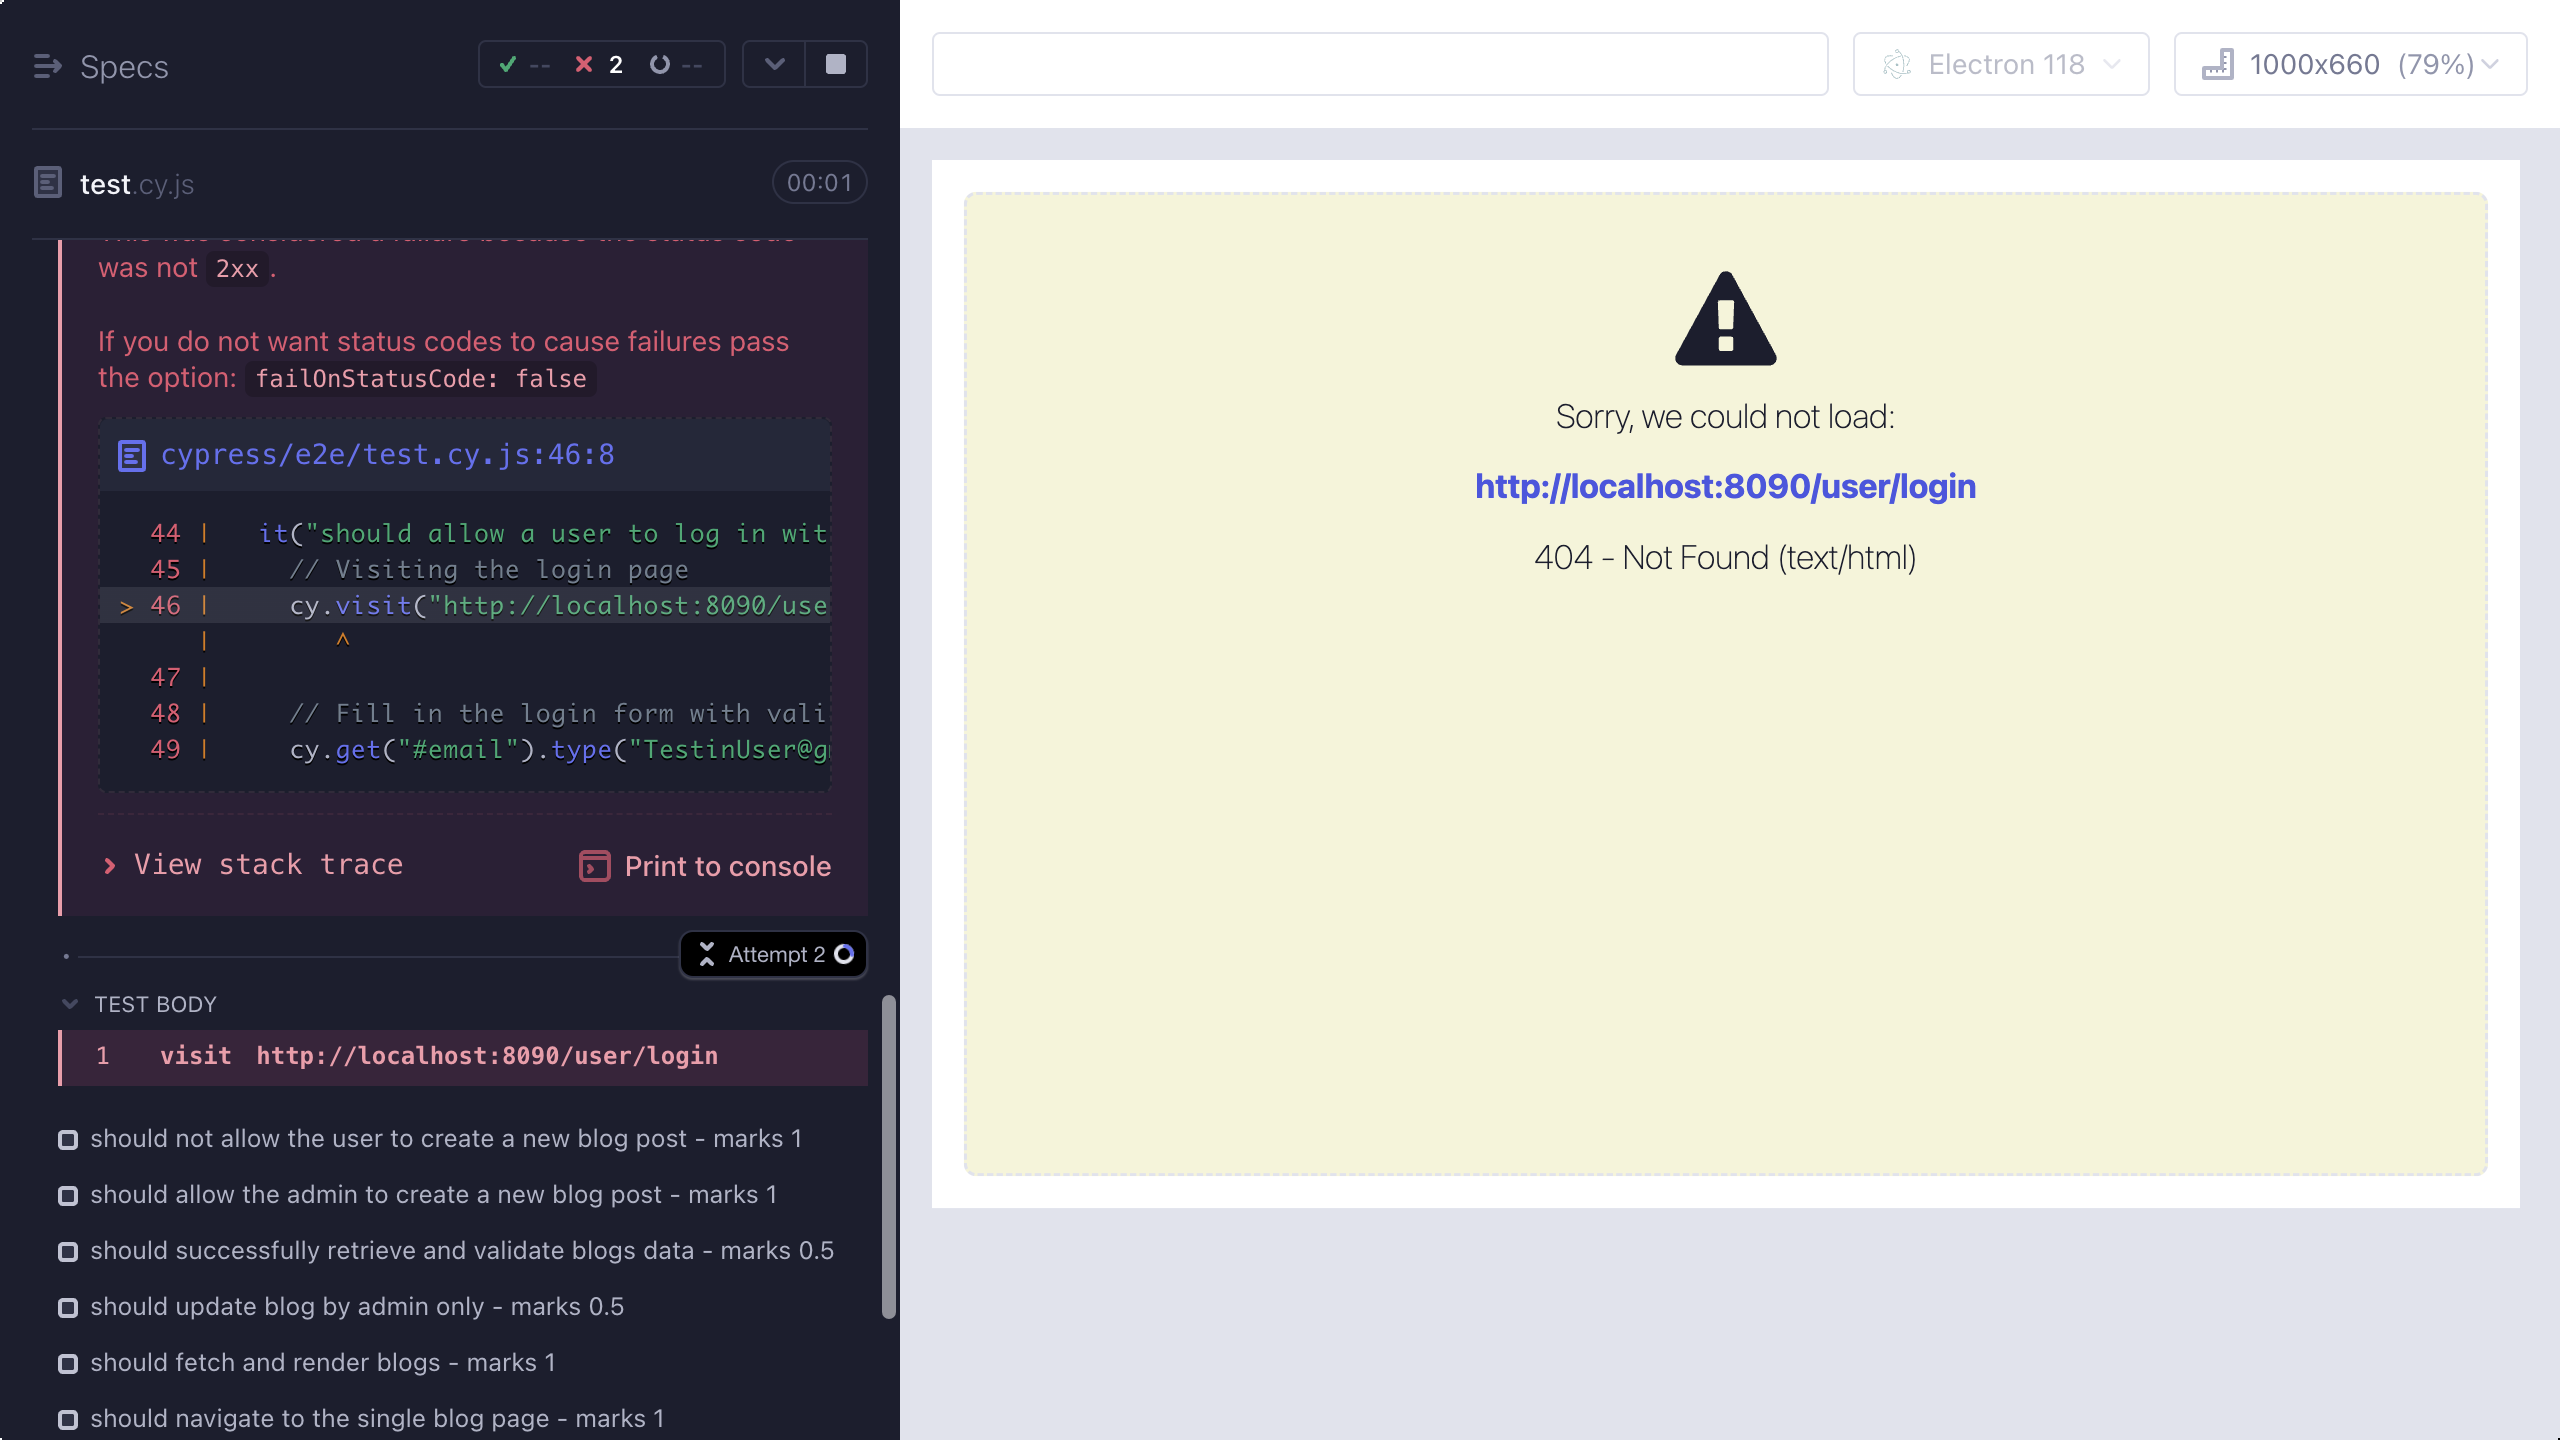 Specs
-- 2 --
test.cy.js 00:01
This was considered a failure because the status code
was not 2xx.
If you do not want status codes to cause failures pass
the option: failOnStatusCode: false
cypress/e2e/test.cy.js:46:8
44 | it("should allow a user to log in wit
45 | // Visiting the login page
> 46 | cy.visit("http://localhost:8090/use
| ^
47 |
48 | // Fill in the login form with vali
49 | cy.get("#email").type("TestinUser@g
View stack trace
Print to console
Attempt 2
TEST BODY
1 visit http://localhost:8090/user/login
should not allow the user to create a new blog post - marks 1
should allow the admin to create a new blog post - marks 1
should successfully retrieve and validate blogs data - marks 0.5
should update blog by admin only - marks 0.5
should fetch and render blogs - marks 1
should navigate to the single blog page - marks 1
Electron 118
1000x660 (79%)
Sorry, we could not load:
http://localhost:8090/user/login
404 - Not Found (text/html)